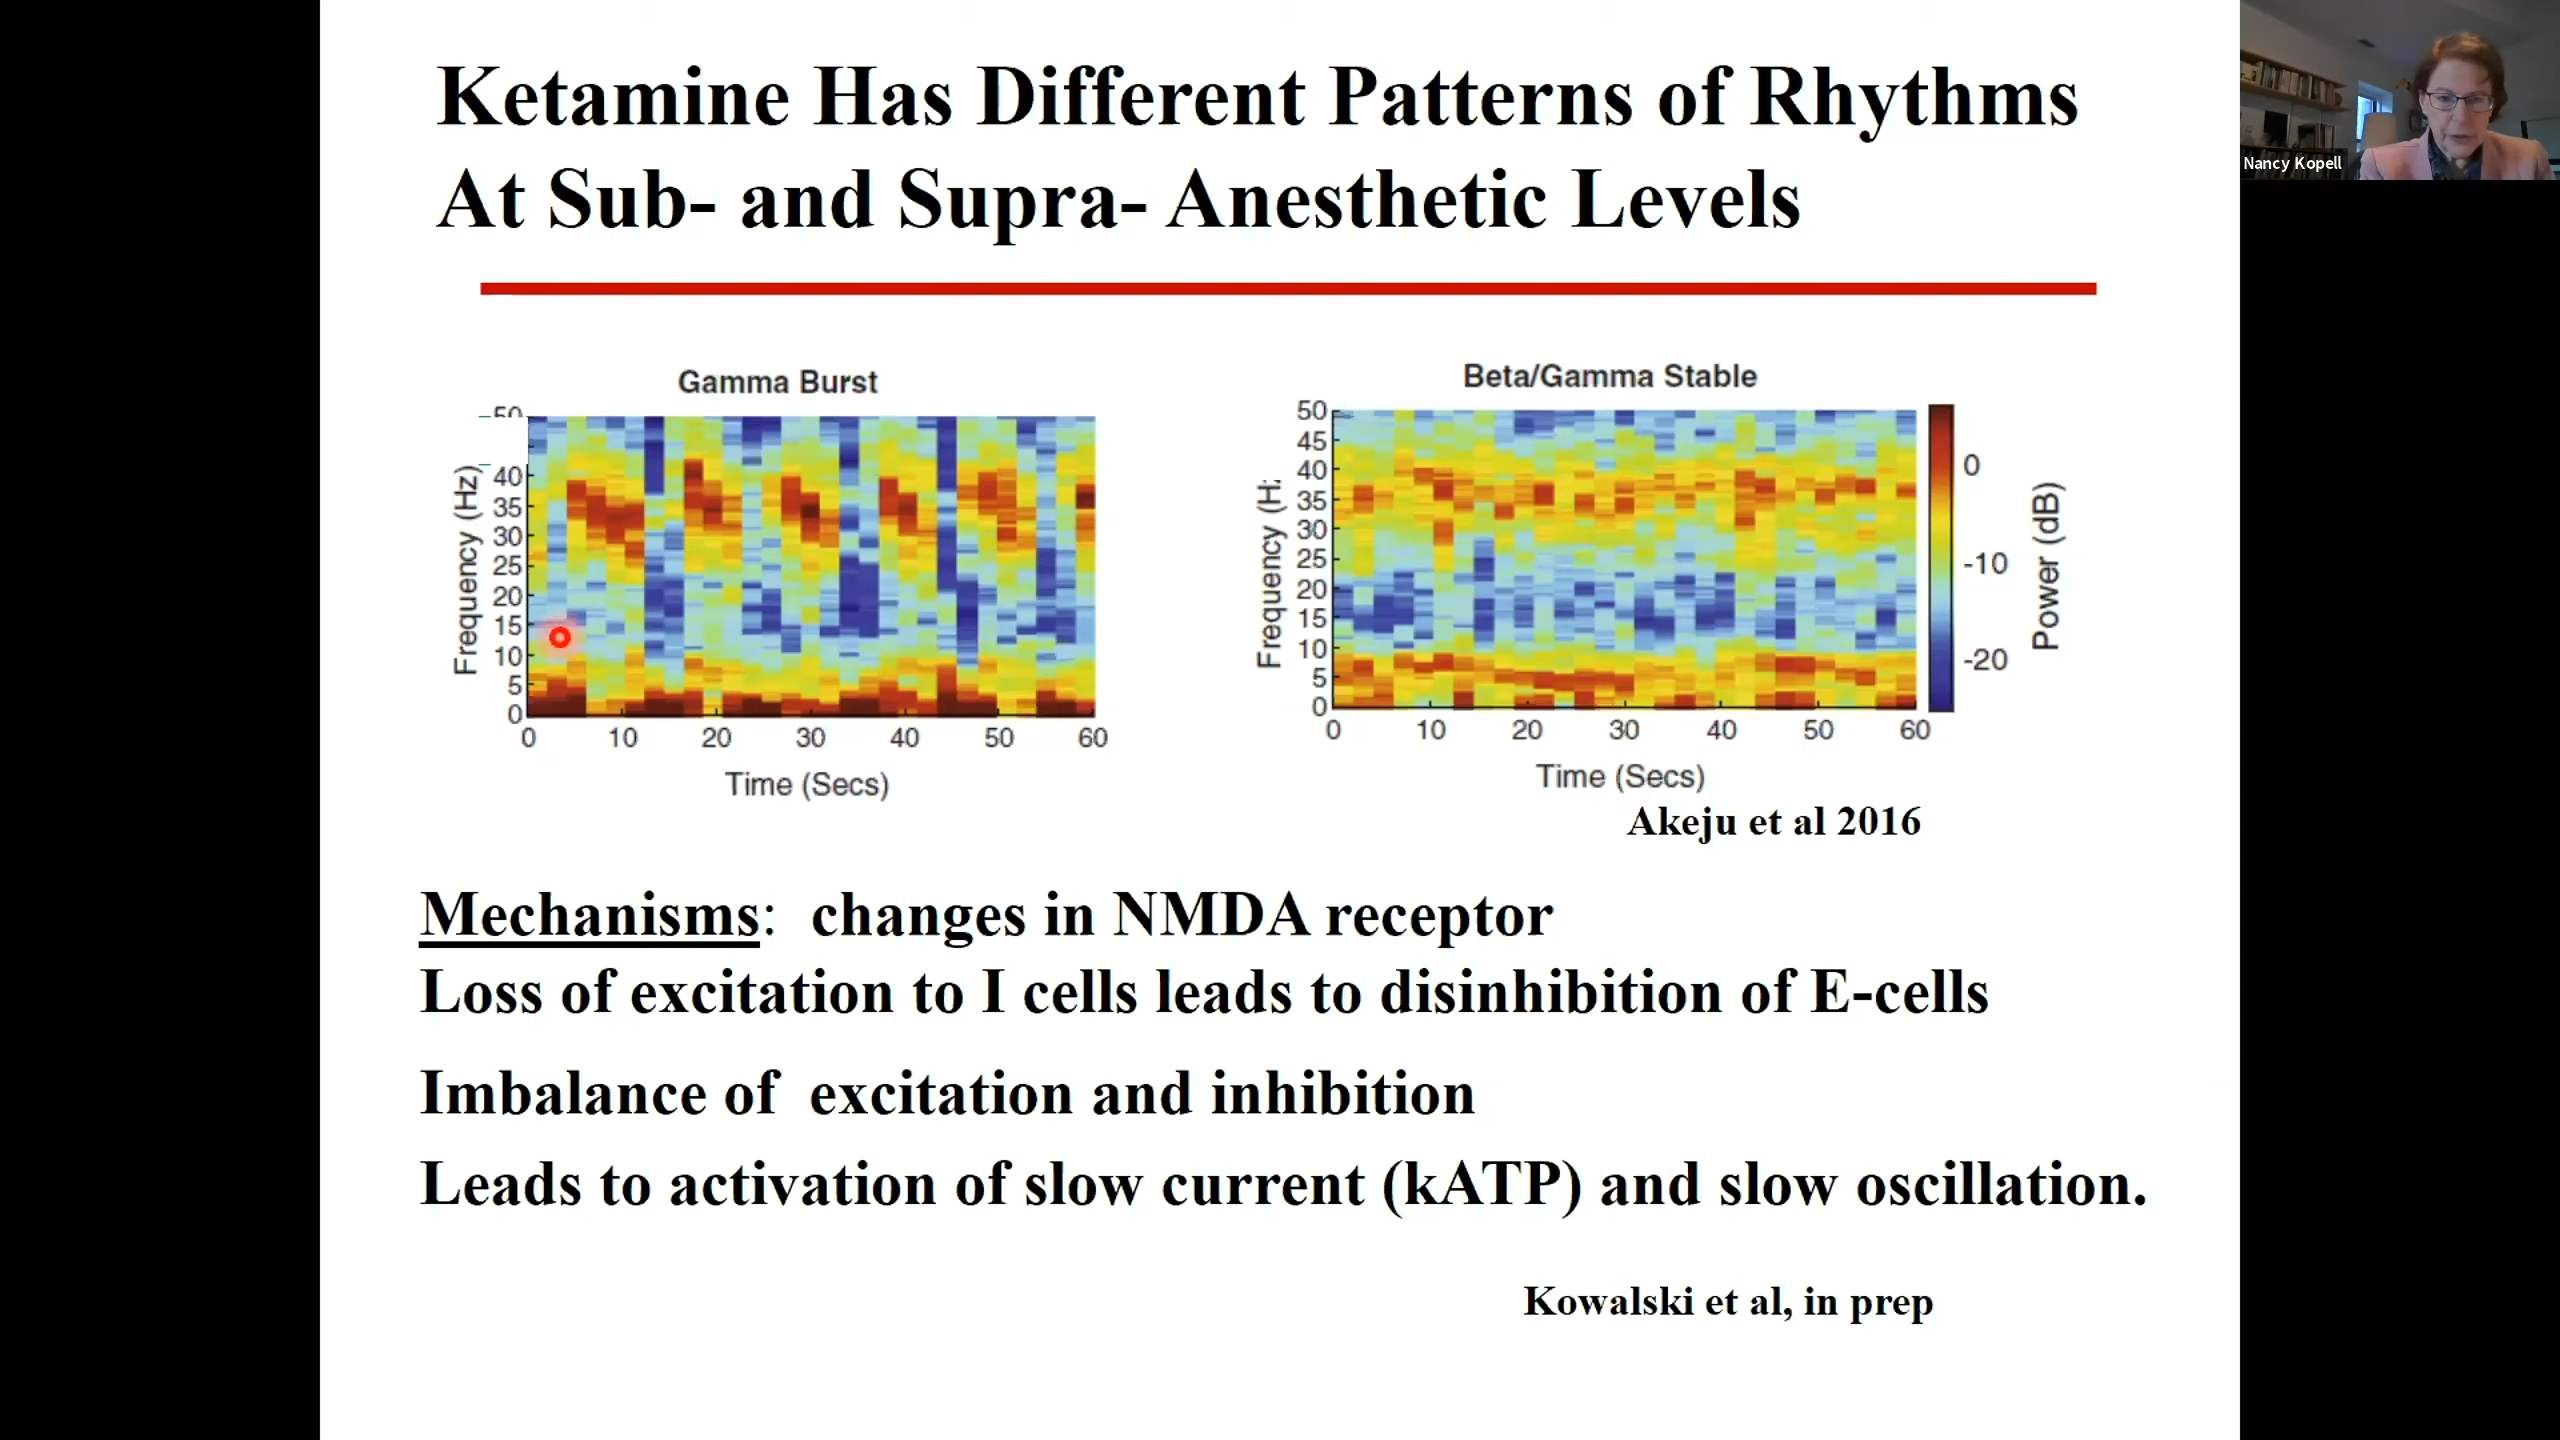 Ketamine Has Different Patterns of Rhythms
At Sub- and Supra- Anesthetic Levels
Nancy Kopell
Gamma Burst
50
40
35
30
25
20
15
10
5
0
Frequency (Hz)
0 10 20 30 40 50 60
Time (Secs)
Beta/Gamma Stable
50
45
40
35
30
25
20
15
10
5
0
Frequency (H
0 10 20 30 40 50 60
Time (Secs)
0
-10
-20
Power (dB)
Akeju et al 2016
Mechanisms: changes in NMDA receptor
Loss of excitation to I cells leads to disinhibition of E-cells
Imbalance of excitation and inhibition
Leads to activation of slow current (kATP) and slow oscillation.
Kowalski et al, in prep